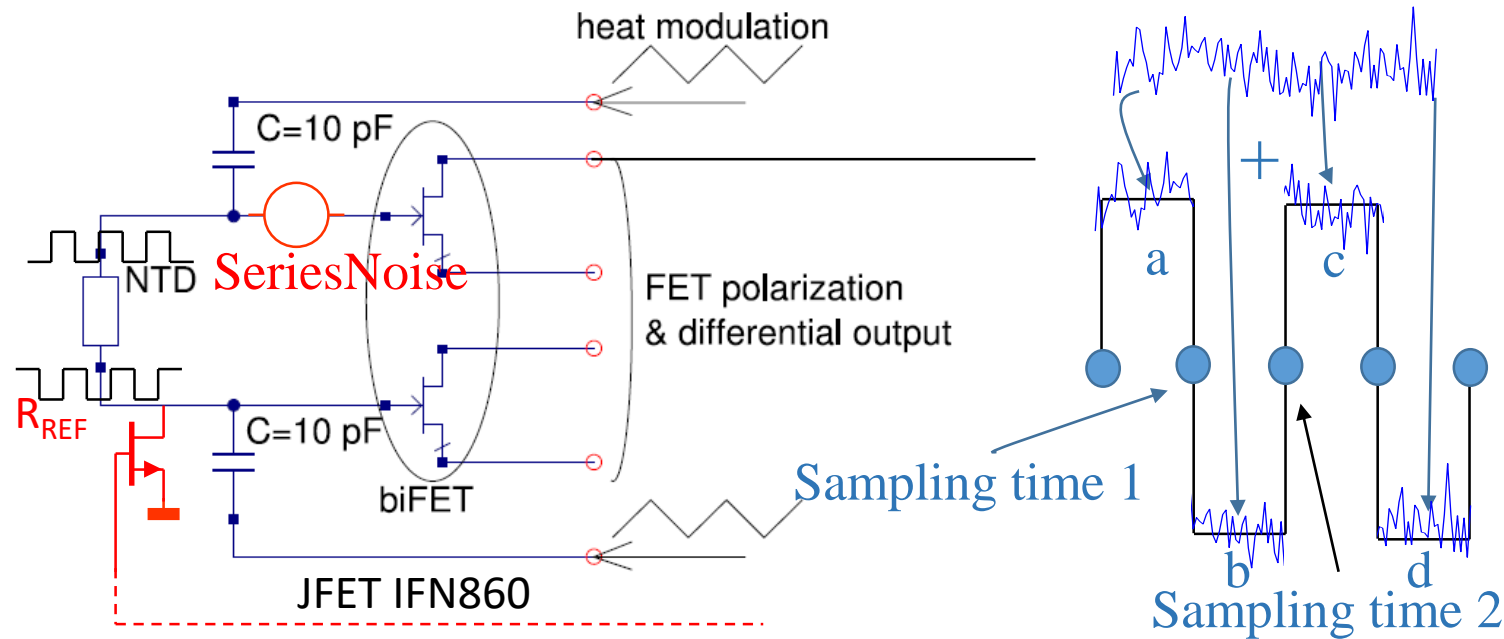 heat modulation
C=10 pF
+
a
c
NTD
SeriesNoise
FET polarization
& differential output
R_REF
C=10 pF
Sampling time 1
biFET
b
d
JFET IFN860
Sampling time 2